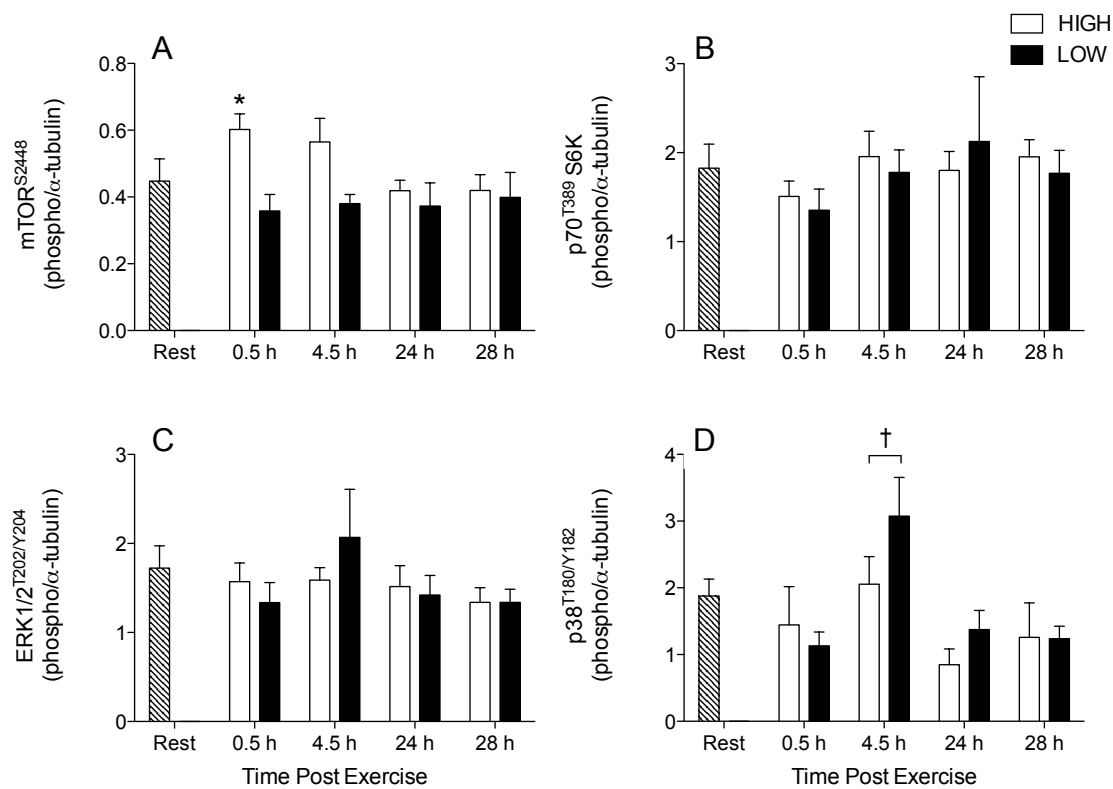 HIGH
LOW
A
mTOR^S2448
(phospho/α-tubulin)
0.8
0.6
0.4
0.2
0.0
*
Rest 0.5 h 4.5 h 24 h 28 h
B
p70^T389 S6K
(phospho/α-tubulin)
3
2
1
0
Rest 0.5 h 4.5 h 24 h 28 h
C
ERK1/2^T202/Y204
(phospho/α-tubulin)
3
2
1
0
Rest 0.5 h 4.5 h 24 h 28 h
Time Post Exercise
D
p38^T180/Y182
(phospho/α-tubulin)
4
3
2
1
0
†
Rest 0.5 h 4.5 h 24 h 28 h
Time Post Exercise